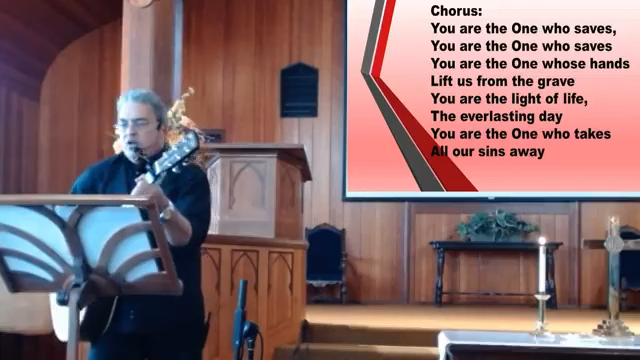 Chorus:
You are the One who saves,
You are the One who saves
You are the One whose hands
Lift us from the grave
You are the light of life,
The everlasting day
You are the One who takes
All our sins away